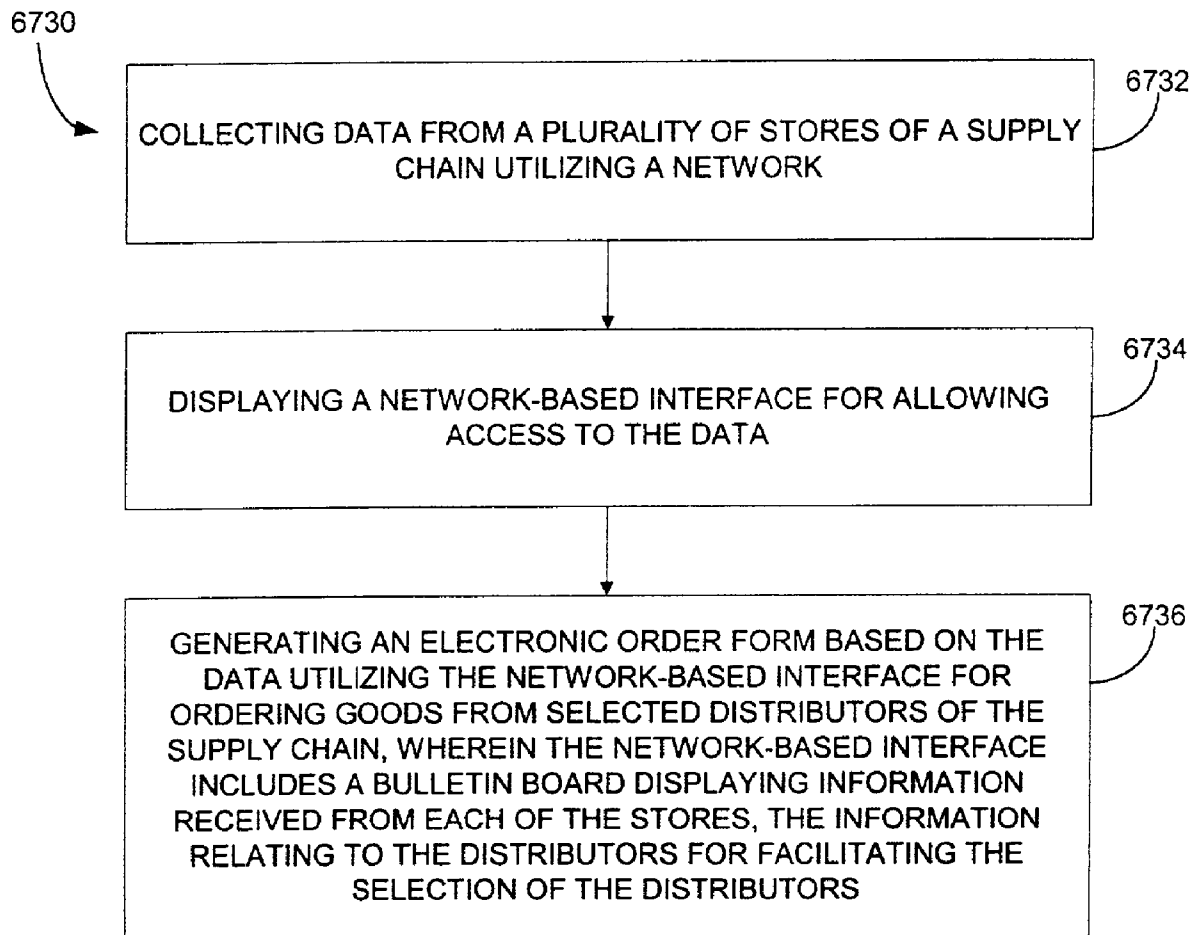 6730
6732
COLLECTING DATA FROM A PLURALITY OF STORES OF A SUPPLY
CHAIN UTILIZING A NETWORK
6734
DISPLAYING A NETWORK-BASED INTERFACE FOR ALLOWING
ACCESS TO THE DATA
6736
GENERATING AN ELECTRONIC ORDER FORM BASED ON THE
DATA UTILIZING THE NETWORK-BASED INTERFACE FOR
ORDERING GOODS FROM SELECTED DISTRIBUTORS OF THE
SUPPLY CHAIN, WHEREIN THE NETWORK-BASED INTERFACE
INCLUDES A BULLETIN BOARD DISPLAYING INFORMATION
RECEIVED FROM EACH OF THE STORES, THE INFORMATION
RELATING TO THE DISTRIBUTORS FOR FACILITATING THE
SELECTION OF THE DISTRIBUTORS